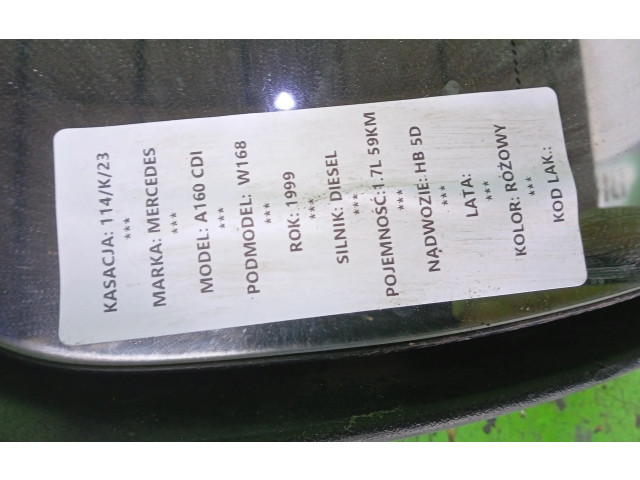 KASACJA: 114/K/23
***
MARKA: MERCEDES
***
MODEL: A160 CDI
***
PODMODEL: W168
***
ROK: 1999
***
SILNIK: DIESEL
***
POJEMNOŚĆ:1.7L 59KM
***
NADWOZIE: HB 5D
***
LATA:
***
KOLOR: RÓŻOWY
***
KOD LAK.: